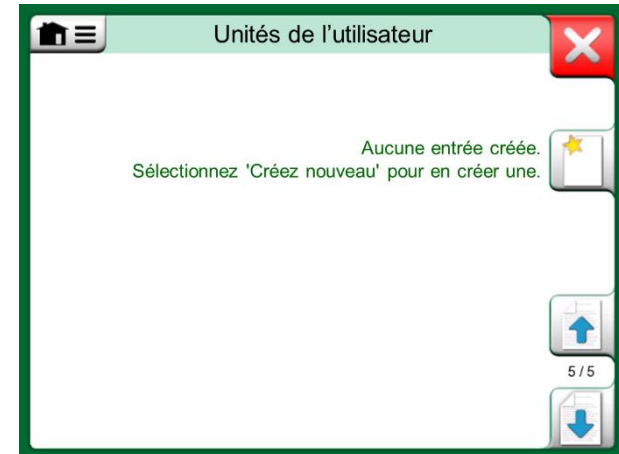 Unités de l’utilisateur
Aucune entrée créée.
Sélectionnez 'Créez nouveau' pour en créer une.
5 / 5